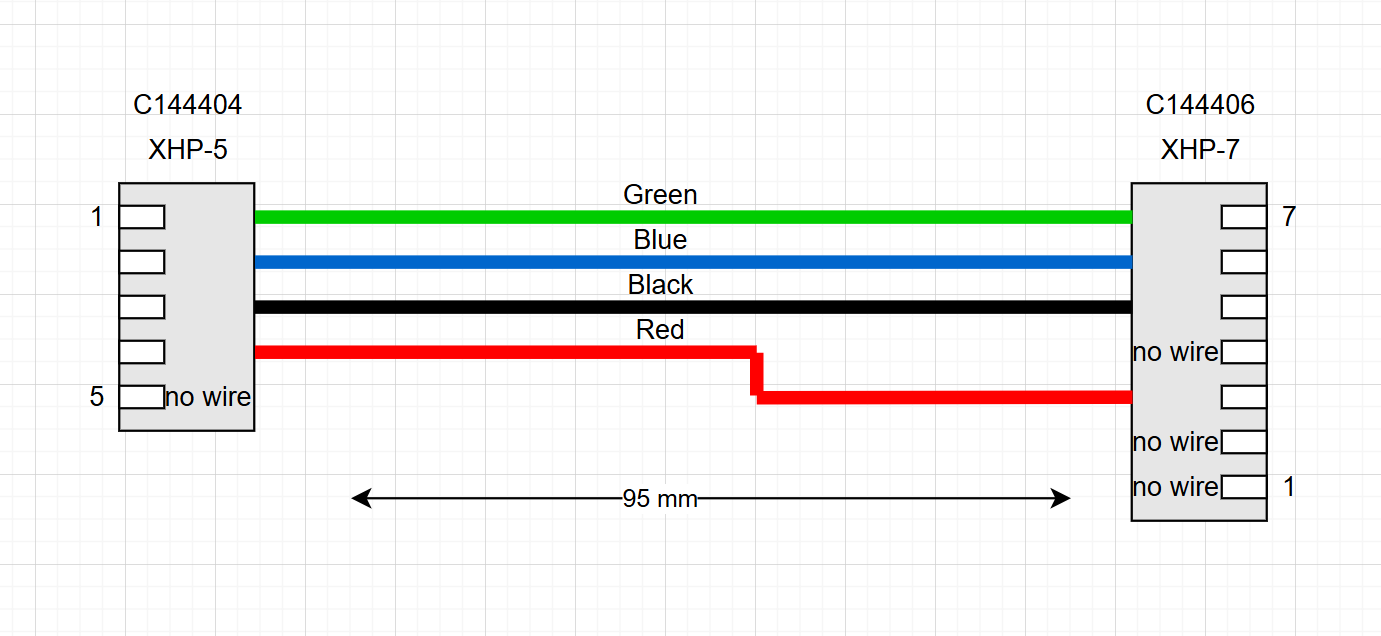 C144404
XHP-5
C144406
XHP-7
Green
1
7
Blue
Black
Red
no wire
5
no wire
no wire
no wire
1
95 mm